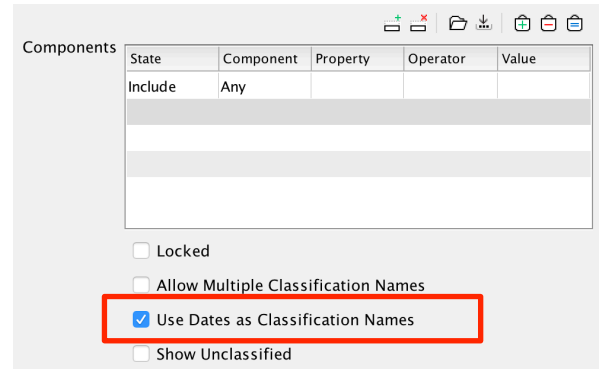 Components
State Component Property Operator Value
Include Any
Locked
Allow Multiple Classification Names
Use Dates as Classification Names
Show Unclassified